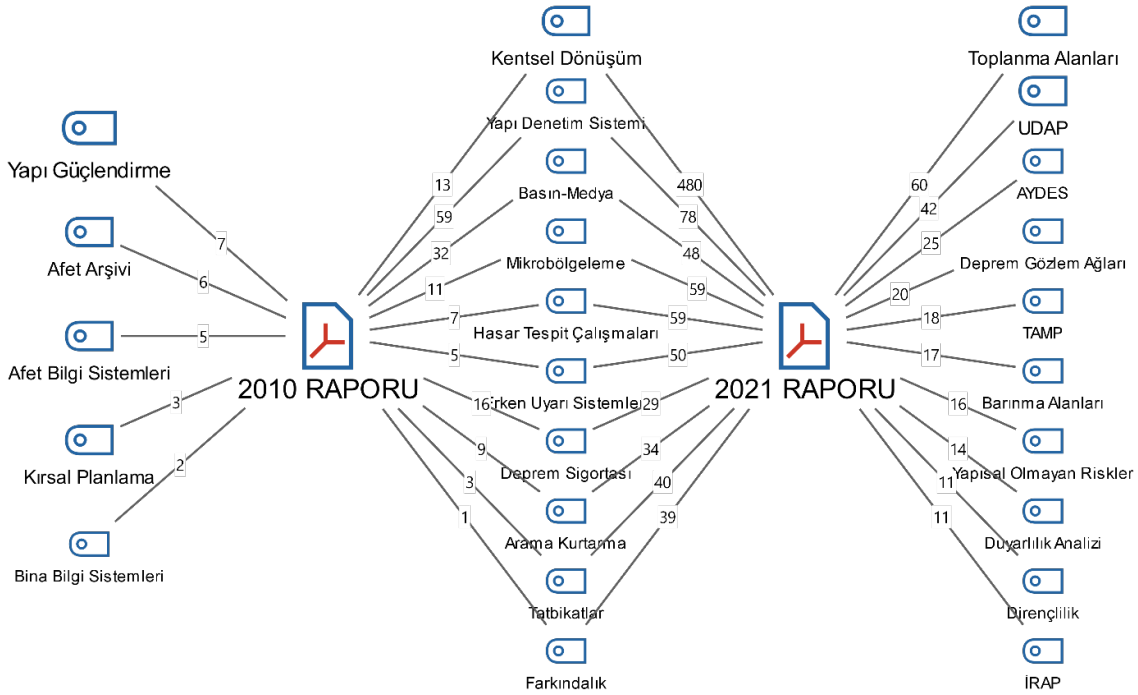 Kentsel Dönüşüm
Toplanma Alanları
Yapı Denetim Sistemi
UDAP
Yapı Güçlendirme
13
480
60
Basın-Medya
AYDES
59
78
42
7
32
48
25
Afet Arşivi
Mikrobölgeleme
Deprem Gözlem Ağları
6
11
59
20
7
59
18
Hasar Tespit Çalışmaları
TAMP
5
5
50
17
Afet Bilgi Sistemleri
2010 RAPORU
2021 RAPORU
3
16
Erken Uyarı Sistemleri
29
Barınma Alanları
16
2
9
34
14
Kırsal Planlama
Deprem Sigortası
Yapısal Olmayan Riskler
3
40
11
1
39
11
Arama Kurtarma
Duyarlılık Analizi
Bina Bilgi Sistemleri
Tatbikatlar
Dirençlilik
Farkındalık
İRAP